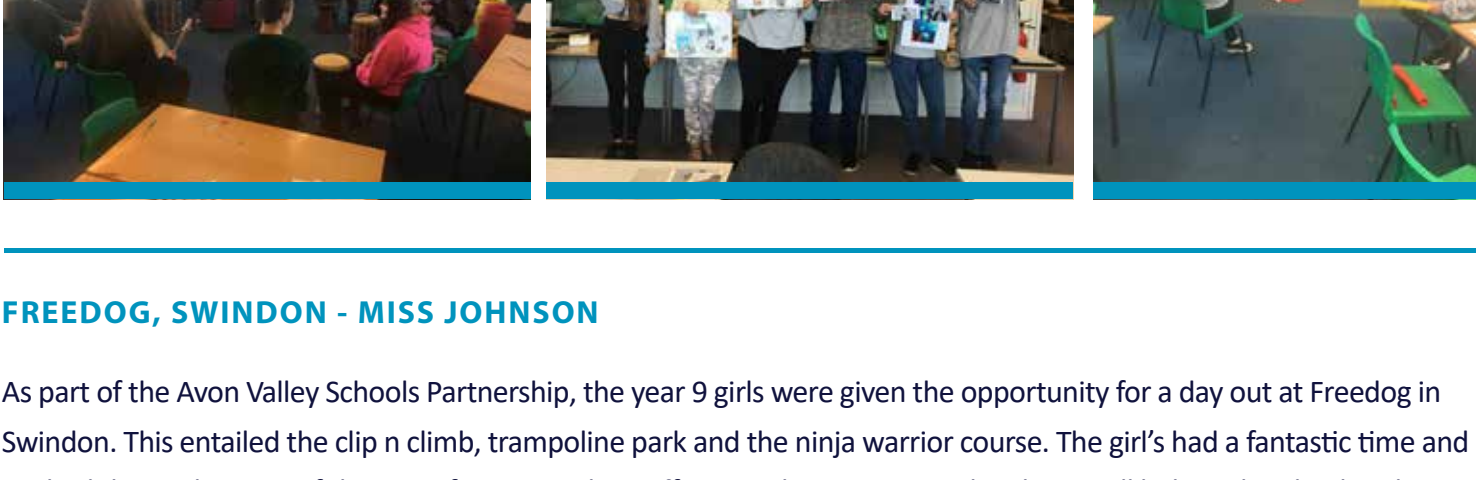 FREEDOG, SWINDON - MISS JOHNSON
As part of the Avon Valley Schools Partnership, the year 9 girls were given the opportunity for a day out at Freedog in
Swindon. This entailed the clip n climb, trampoline park and the ninja warrior course. The girl's had a fantastic time and